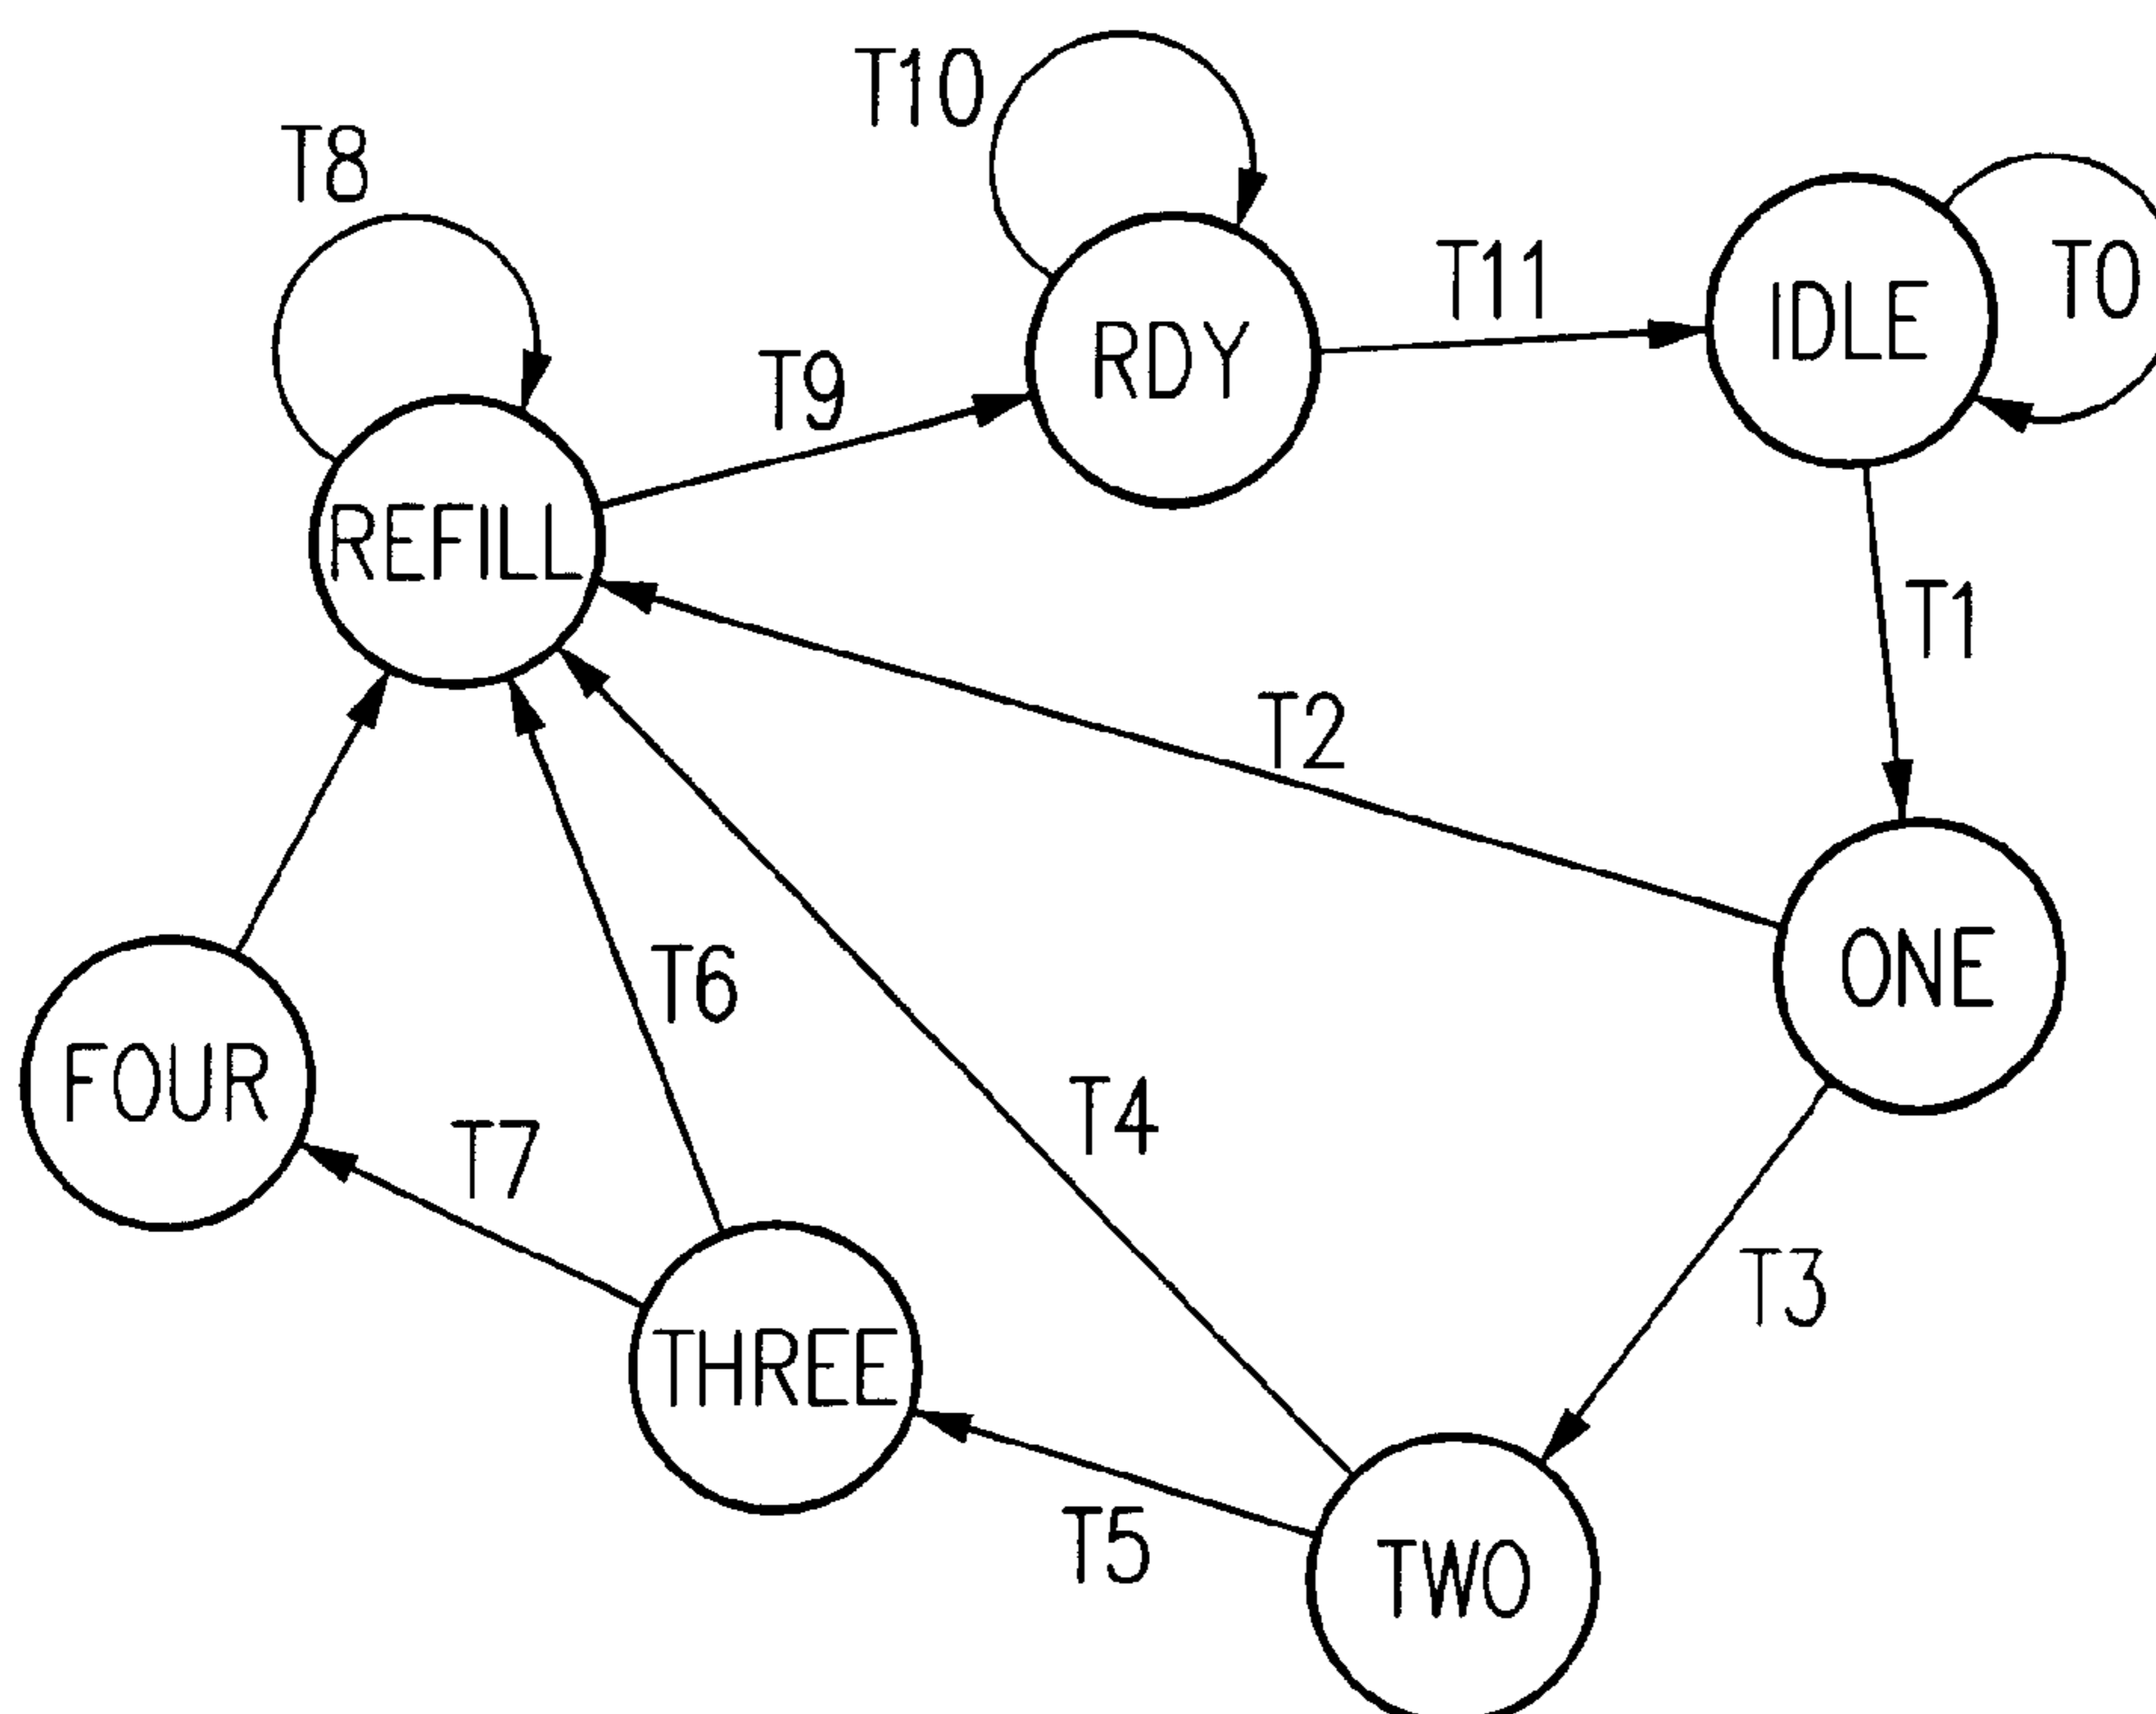 T10
T8
T11
IDLE
T0
RDY
T9
REFILL
T1
T2
ONE
T6
FOUR
T4
T7
T3
THREE
T5
TWO